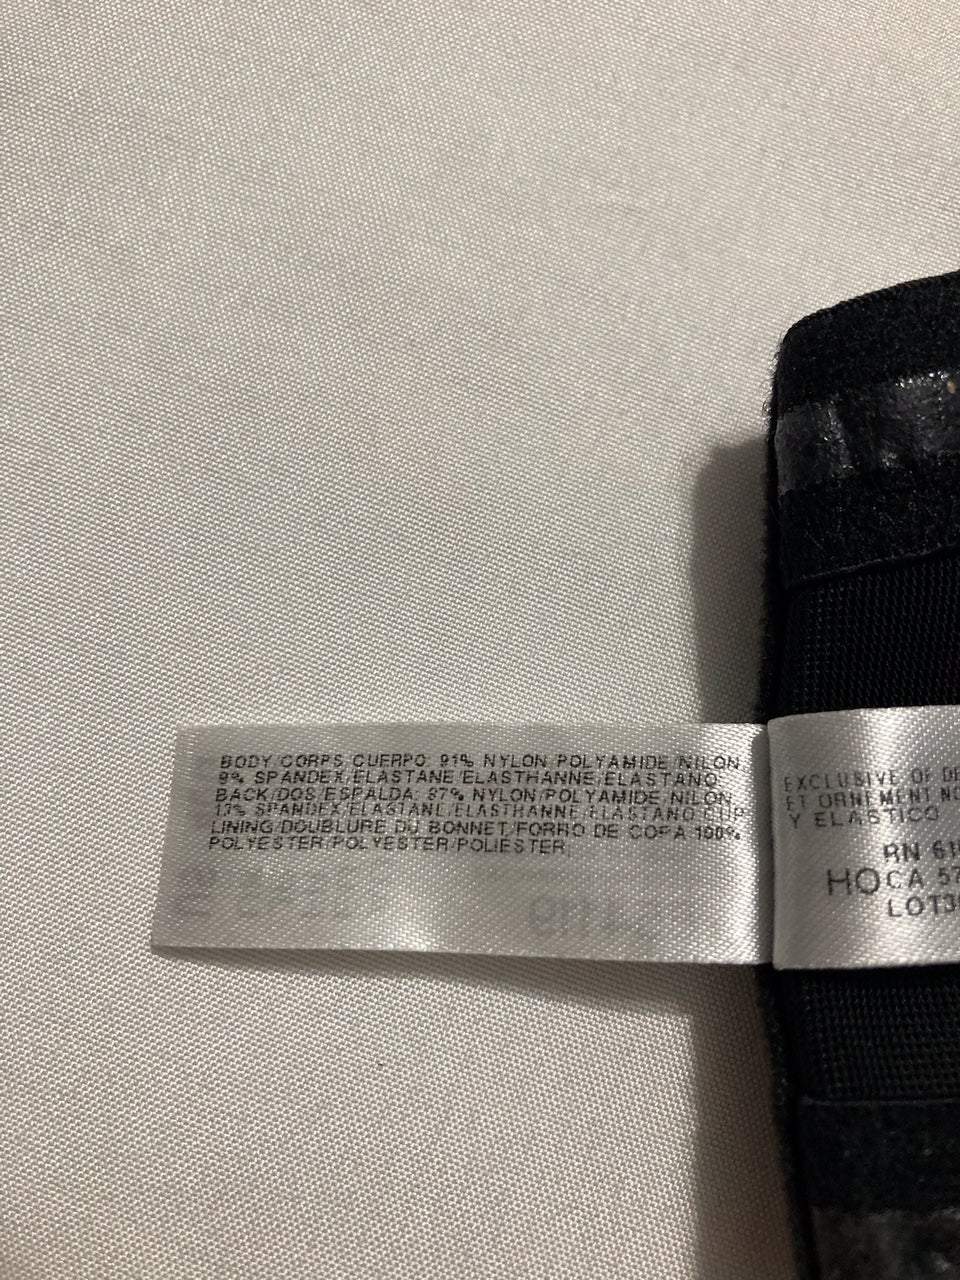 BODY/CORPS/CUERPO: 91% NYLON/POLYAMIDE/NILON
9% SPANDEX/ELASTANE/ELASTHANNE/ELASTANO
BACK/DOS/ESPALDA: 87% NYLON/POLYAMIDE/NILON
13% SPANDEX/ELASTANE/ELASTHANNE/ELASTANO CUP
LINING/DOUBLURE DU BONNET/FORRO DE COPA 100%
POLYESTER/POLYESTER/POLIESTER
EXCLUSIVE OF
ET ORNEMENT
Y ELASTICO
RN
HO CA